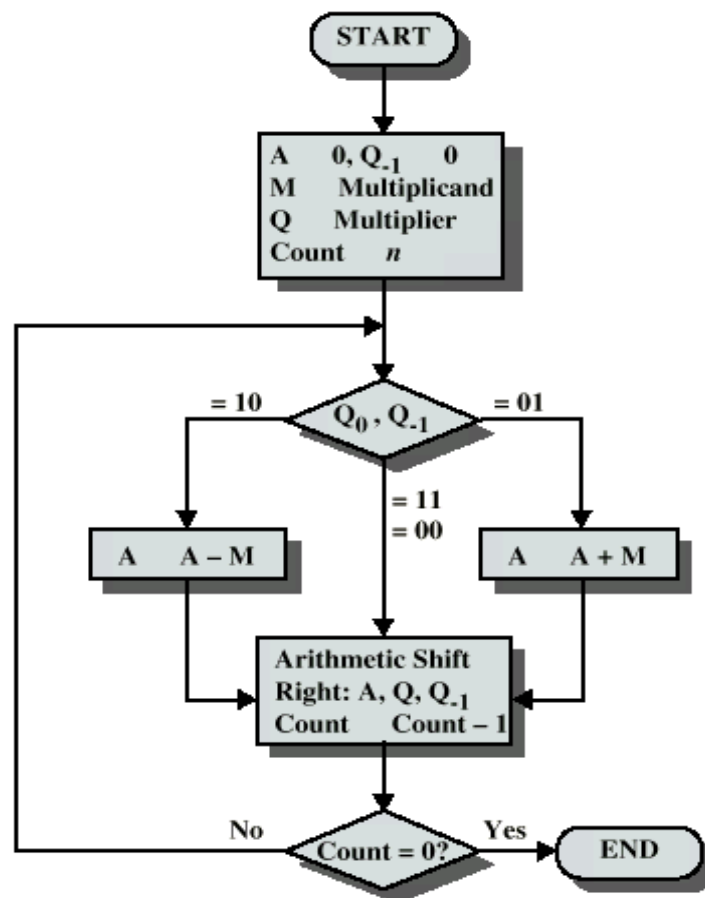 START
A 0, Q-1 0
M Multiplicand
Q Multiplier
Count n
= 10
Q0 , Q-1
= 01
= 11
= 00
A A – M
A A + M
Arithmetic Shift
Right: A, Q, Q-1
Count Count – 1
No
Count = 0?
Yes
END